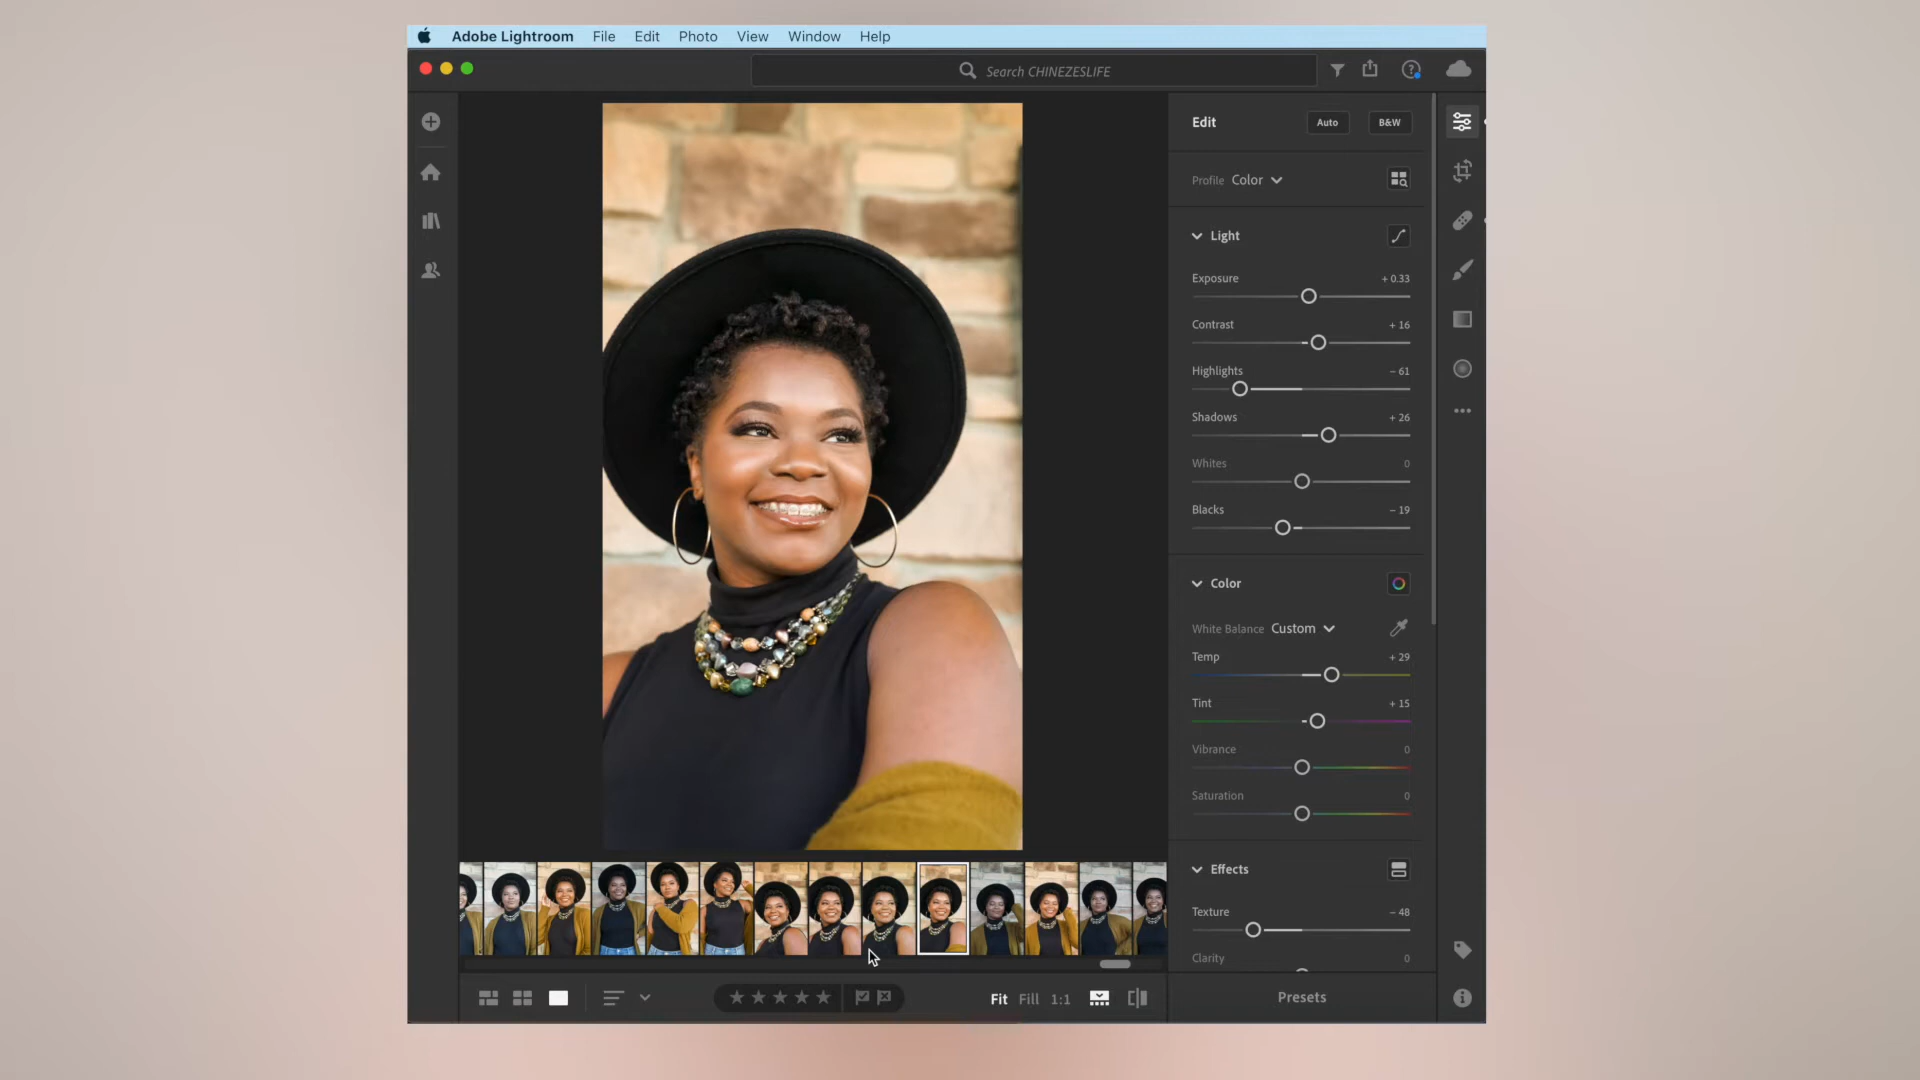 Adobe Lightroom File Edit Photo View Window Help
Search CHINEZESLIFE
Edit Auto B&W
Profile Color
Light
Exposure + 0.33
Contrast + 16
Highlights – 61
Shadows + 26
Whites 0
Blacks – 19
Color
White Balance Custom
Temp + 29
Tint + 15
Vibrance 0
Saturation 0
Effects
Texture – 48
Clarity 0
Fit Fill 1:1
Presets